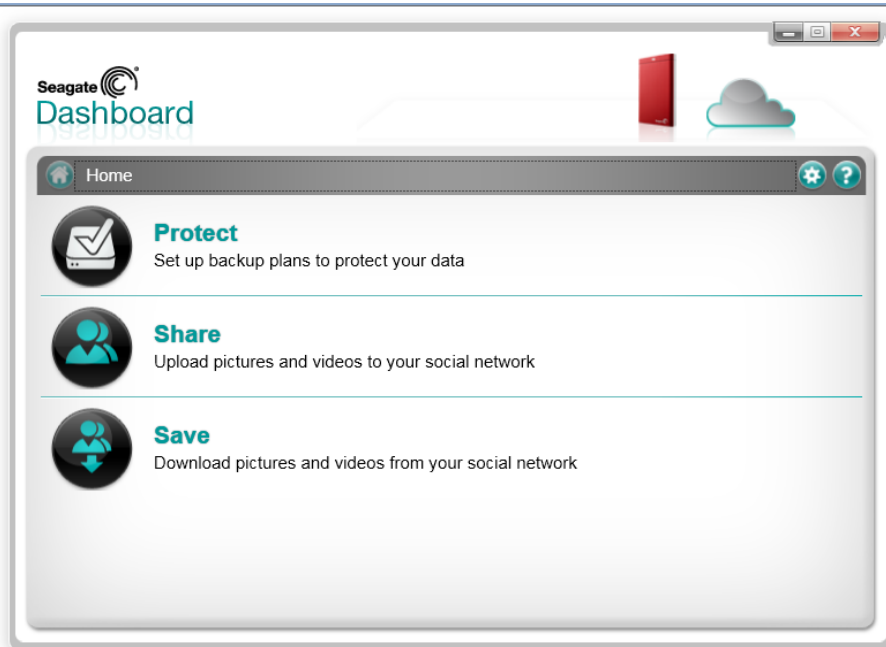 Seagate
Dashboard
Home
Protect
Set up backup plans to protect your data
Share
Upload pictures and videos to your social network
Save
Download pictures and videos from your social network